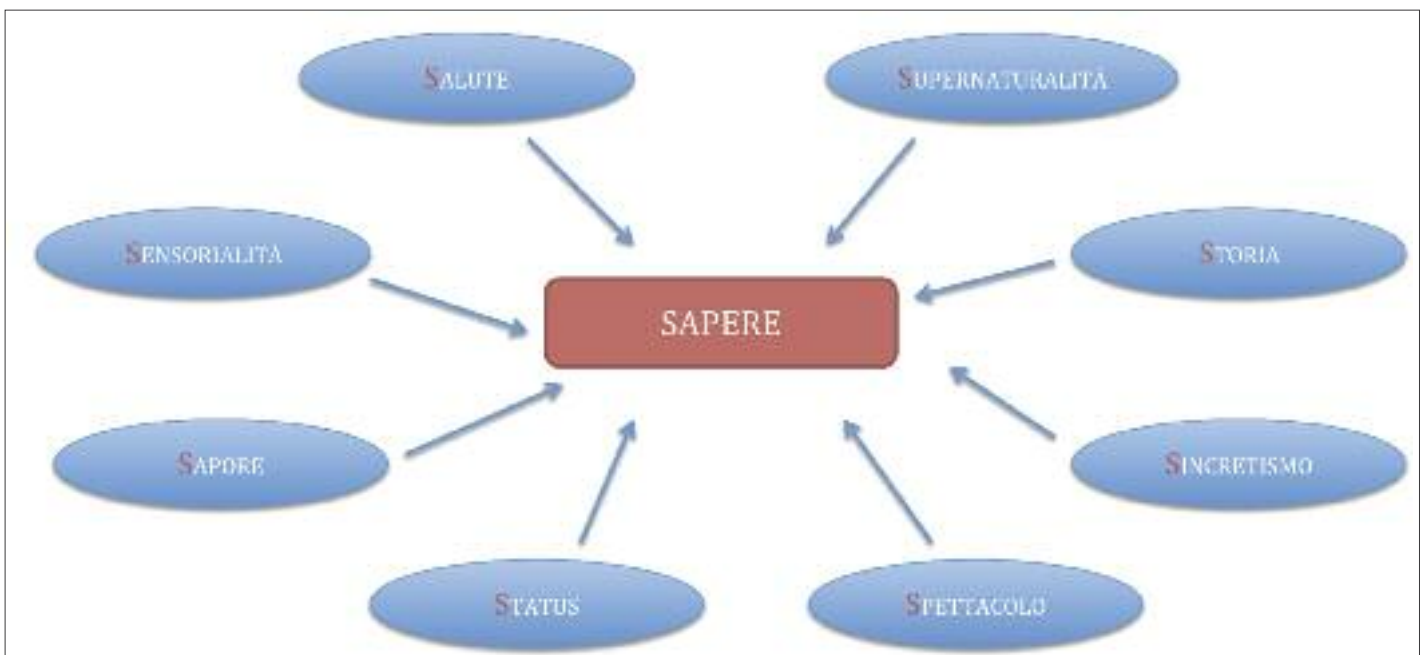 SALUTE
SUPERNATURALITÀ
SENSORIALITÀ
STORIA
SAPERE
SAPORE
SINCRETISMO
STATUS
SPETTACOLO